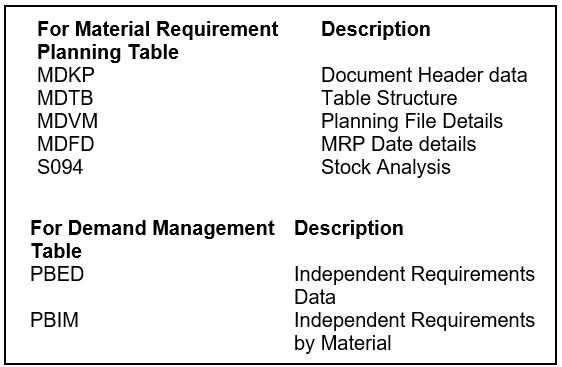 For Material Requirement Description
Planning Table
MDKP Document Header data
MDTB Table Structure
MDVM Planning File Details
MDFD MRP Date details
S094 Stock Analysis
For Demand Management Description
Table
PBED Independent Requirements
Data
PBIM Independent Requirements
by Material